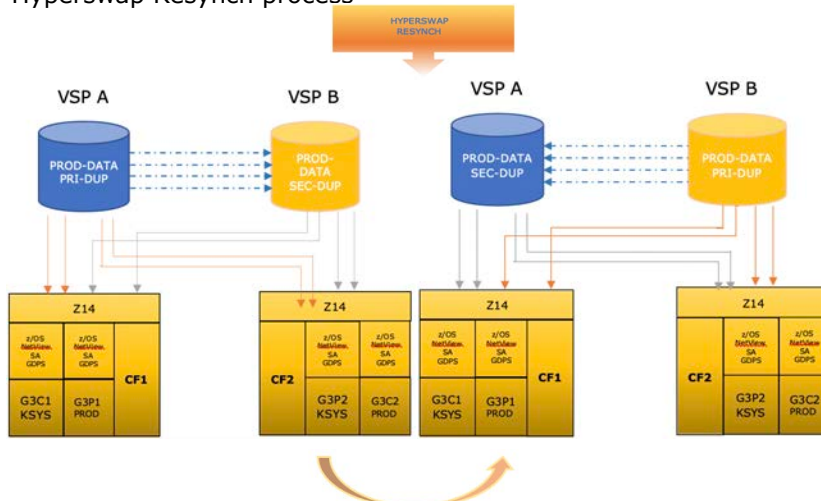 Hyperswap Resynch process
HYPERSWAP
RESYNCH
VSP A
VSP B
PROD-DATA
PRI-DUP
PROD-
DATA
SEC-DUP
Z14
z/OS
NetView,
SA
GDPS
z/OS
NetView,
SA
GDPS
CF1
G3C1
KSYS
G3P1
PROD
Z14
CF2
z/OS
NetView,
SA
GDPS
z/OS
NetView,
SA
GDPS
G3P2
KSYS
G3C2
PROD
VSP A
VSP B
PROD-DATA
SEC-DUP
PROD-DATA
PRI-DUP
Z14
z/OS
NetView,
SA
GDPS
z/OS
NetView,
SA
GDPS
CF1
G3C1
KSYS
G3P1
PROD
Z14
CF2
z/OS
NetView,
SA
GDPS
z/OS
NetView,
SA
GDPS
G3P2
KSYS
G3C2
PROD